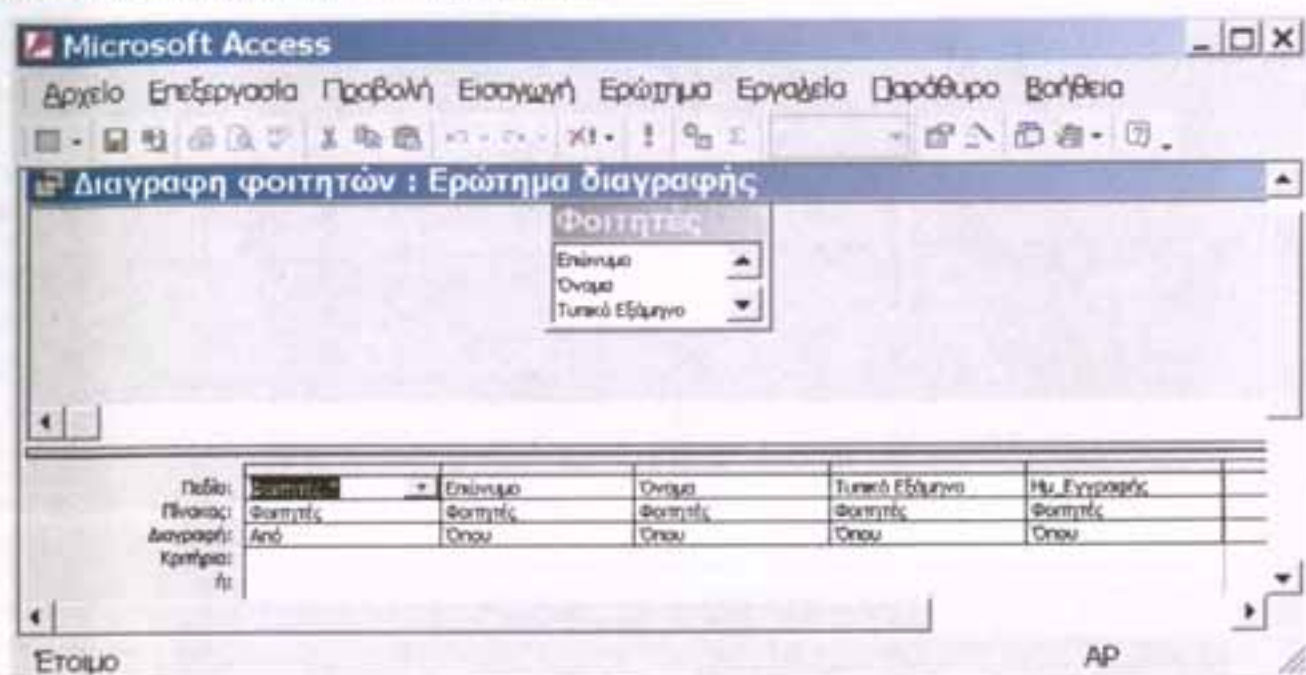 Microsoft Access
Αρχείο Επεξεργασία Προβολή Εισαγωγή Ερώτημα Εργαλεία Παράθυρο Βοήθεια
Διαγραφη φοιτητών : Ερώτημα διαγραφής
Φοιτητές
Επώνυμο
Όνομα
Τυπικό Εξάμηνο
Πεδίο: Φοιτητές.* Επώνυμο Όνομα Τυπικό Εξάμηνο Ημ_Εγγραφής
Πίνακας: Φοιτητές Φοιτητές Φοιτητές Φοιτητές Φοιτητές
Διαγραφή: Από Όπου Όπου Όπου Όπου
Κριτήρια:
ή:
Έτοιμο ΑΡ